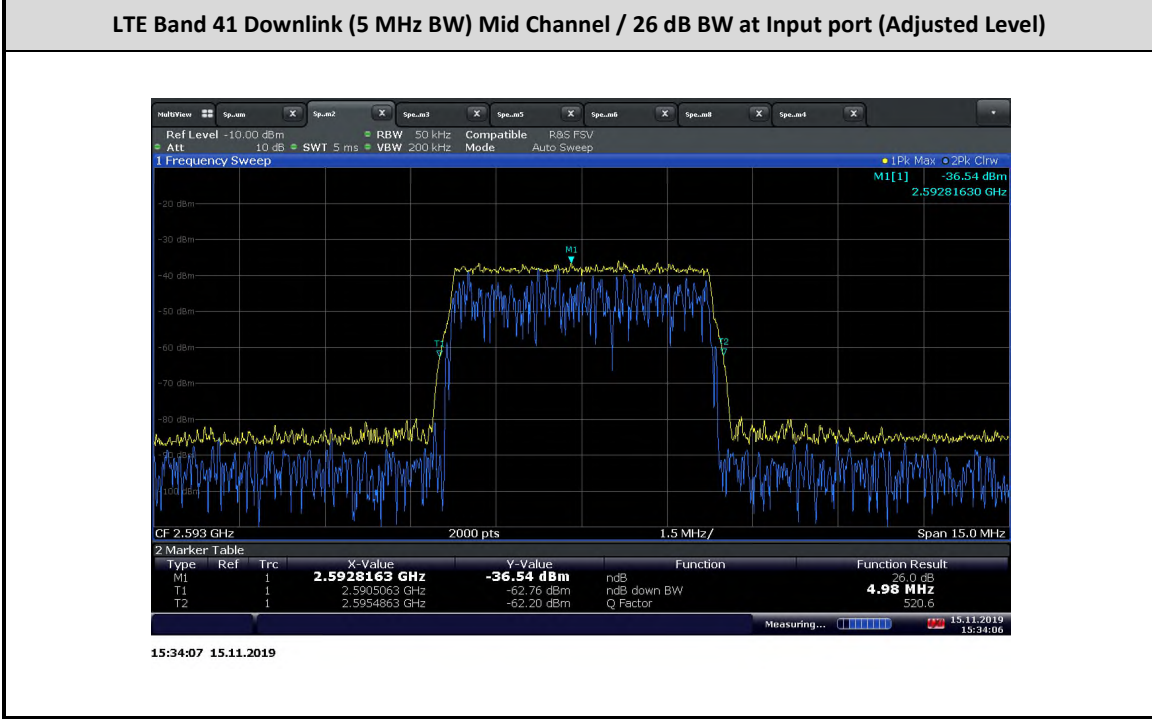 LTE Band 41 Downlink (5 MHz BW) Mid Channel / 26 dB BW at Input port (Adjusted Level)
MultiView Sp..um X Sp..m2 X Spe..m3 X Spe..m5 X Spe..m6 X Spe..m8 X Spe..m4 X
Ref Level -10.00 dBm RBW 50 kHz Compatible R&S FSV
Att 10 dB SWT 5 ms VBW 200 kHz Mode Auto Sweep
1 Frequency Sweep 1Pk Max 2Pk Clrw
M1[1] -36.54 dBm
2.59281630 GHz
-20 dBm
-30 dBm
M1
-40 dBm
-50 dBm
-60 dBm
T1 T2
-70 dBm
-80 dBm
-90 dBm
-100 dBm
CF 2.593 GHz 2000 pts 1.5 MHz/ Span 15.0 MHz
2 Marker Table
Type Ref Trc X-Value Y-Value Function Function Result
M1 1 2.5928163 GHz -36.54 dBm ndB 26.0 dB
T1 1 2.5905063 GHz -62.76 dBm ndB down BW 4.98 MHz
T2 1 2.5954863 GHz -62.20 dBm Q Factor 520.6
Measuring... 15.11.2019
15:34:06
15:34:07 15.11.2019